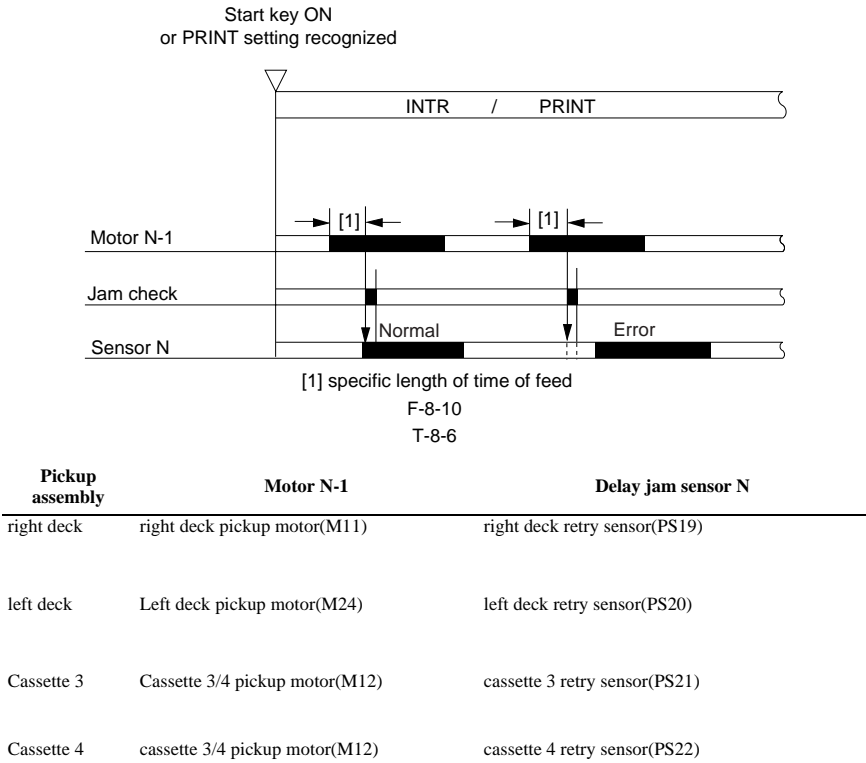 Start key ON
or PRINT setting recognized
INTR / PRINT
[1] [1]
Motor N-1
Jam check
Normal Error
Sensor N
[1] specific length of time of feed
F-8-10
T-8-6
Pickup assembly Motor N-1 Delay jam sensor N
right deck right deck pickup motor(M11) right deck retry sensor(PS19)
left deck Left deck pickup motor(M24) left deck retry sensor(PS20)
Cassette 3 Cassette 3/4 pickup motor(M12) cassette 3 retry sensor(PS21)
Cassette 4 cassette 3/4 pickup motor(M12) cassette 4 retry sensor(PS22)